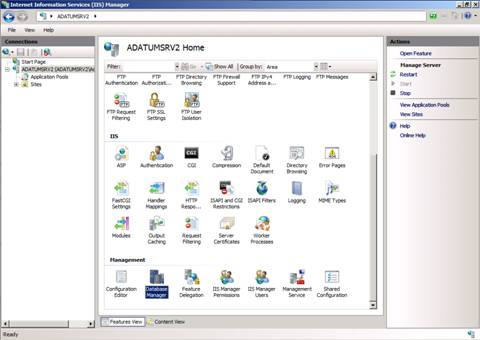 Internet Information Services (IIS) Manager
ADATUMSRV2
File View Help
Connections
Start Page
ADATUMSRV2 (ADATUMSRV2\Ad
Application Pools
Sites
ADATUMSRV2 Home
Filter: Go Show All Group by: Area
FTP Authentication
FTP Authorizati...
FTP Directory Browsing
FTP Firewall Support
FTP IPv4 Address a...
FTP Logging
FTP Messages
FTP Request Filtering
FTP SSL Settings
FTP User Isolation
IIS
ASP
Authentication
CGI
Compression
Default Document
Directory Browsing
Error Pages
FastCGI Settings
Handler Mappings
HTTP Respo...
ISAPI and CGI Restrictions
ISAPI Filters
Logging
MIME Types
Modules
Output Caching
Request Filtering
Server Certificates
Worker Processes
Management
Configuration Editor
Database Manager
Feature Delegation
IIS Manager Permissions
IIS Manager Users
Management Service
Shared Configuration
Features View
Content View
Actions
Open Feature
Manage Server
Restart
Start
Stop
View Application Pools
View Sites
Help
Online Help
Ready